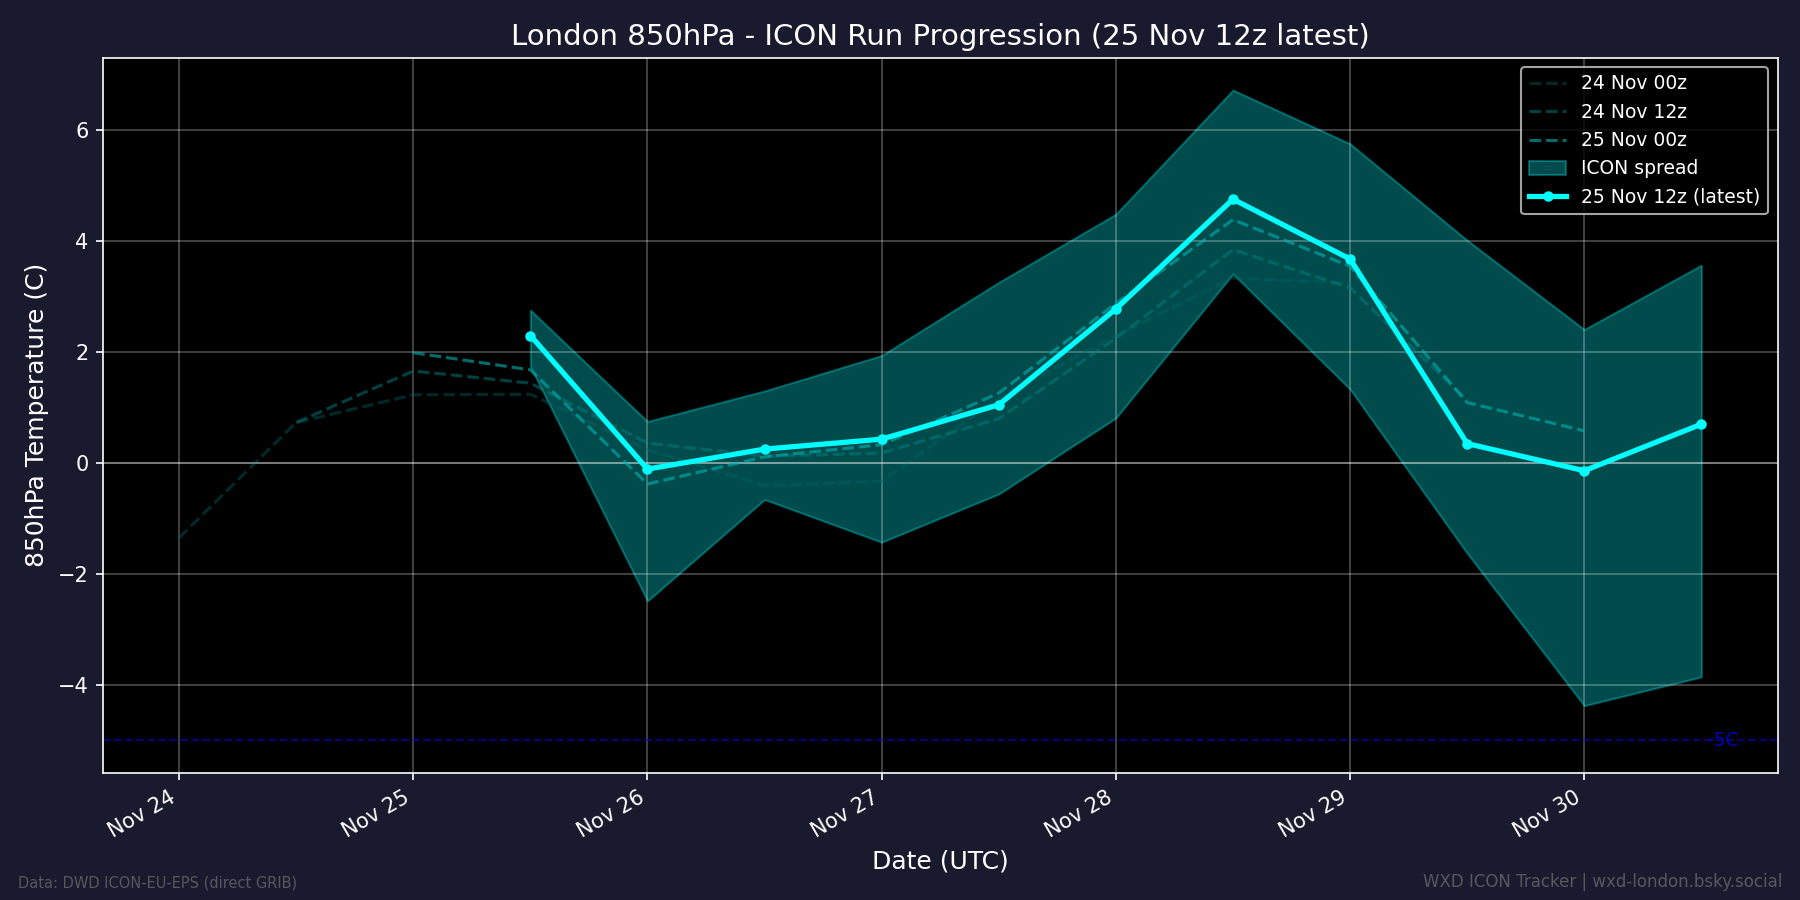 London 850hPa - ICON Run Progression (25 Nov 12z latest)
24 Nov 00z
24 Nov 12z
25 Nov 00z
ICON spread
25 Nov 12z (latest)
850hPa Temperature (C)
6
4
2
0
−2
−4
-5C
Nov 24
Nov 25
Nov 26
Nov 27
Nov 28
Nov 29
Nov 30
Date (UTC)
Data: DWD ICON-EU-EPS (direct GRIB)
WXD ICON Tracker | wxd-london.bsky.social